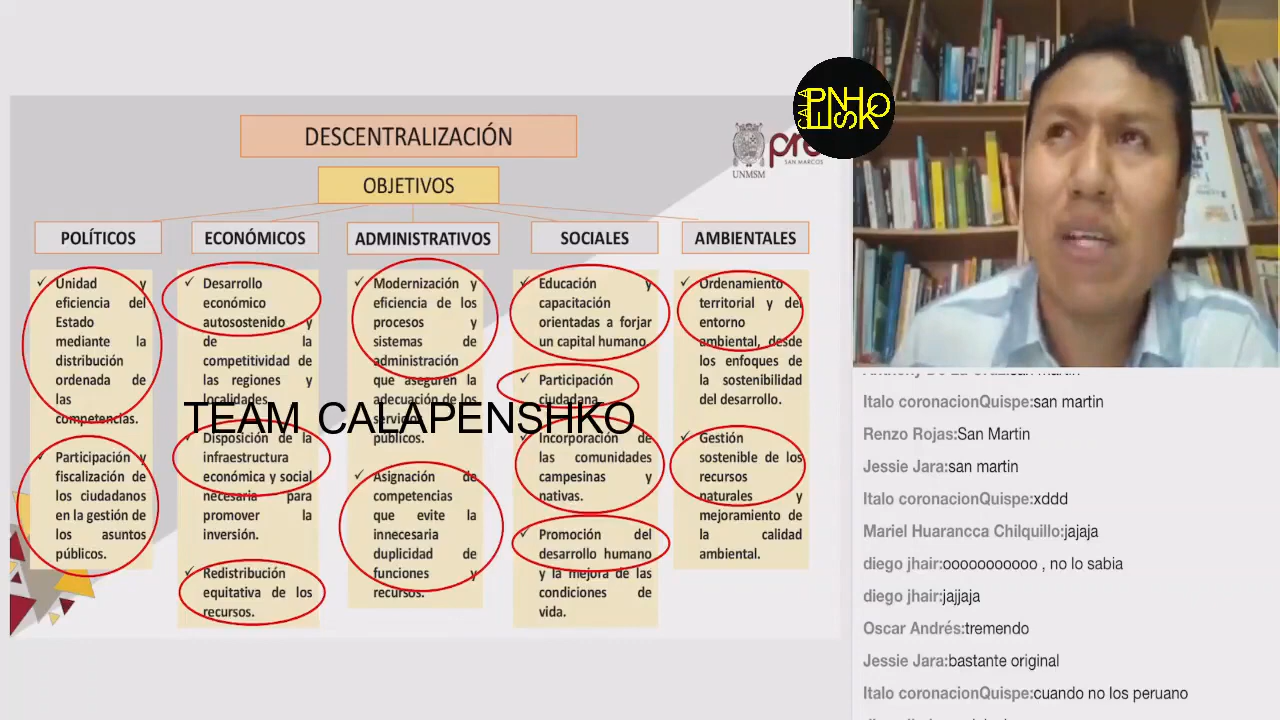 DESCENTRALIZACIÓN
OBJETIVOS
POLÍTICOS
ECONÓMICOS
ADMINISTRATIVOS
SOCIALES
AMBIENTALES
Unidad y
eficiencia del
Estado
mediante la
distribución
ordenada de
las
competencias.
Participación y
fiscalización de
los ciudadanos
en la gestión de
los asuntos
públicos.
Desarrollo
económico
autosostenido y
de la
competitividad de
las regiones y
localidades.
Disposición de la
infraestructura
económica y social
necesaria para
promover la
inversión.
Redistribución
equitativa de los
recursos.
Modernización y
eficiencia de los
procesos y
sistemas de
administración
que aseguren la
adecuación de los
servicios
públicos.
Asignación de
competencias
que evite la
innecesaria
duplicidad de
funciones y
recursos.
Educación y
capacitación
orientadas a forjar
un capital humano.
Participación
ciudadana.
Incorporación de
las comunidades
campesinas y
nativas.
Promoción del
desarrollo humano
y la mejora de las
condiciones de
vida.
Ordenamiento
territorial y del
entorno
ambiental, desde
los enfoques de
la sostenibilidad
del desarrollo.
Gestión
sostenible de los
recursos
naturales y
mejoramiento de
la calidad
ambiental.
TEAM CALAPENSHKO
UNMSM
SAN MARCOS
CALA
PENSHKO
Italo coronacionQuispe:san martin
Renzo Rojas:San Martin
Jessie Jara:san martin
Italo coronacionQuispe:xddd
Mariel Huarancca Chilquillo:jajaja
diego jhair:ooooooooooo , no lo sabia
diego jhair:jajjaja
Oscar Andrés:tremendo
Jessie Jara:bastante original
Italo coronacionQuispe:cuando no los peruano